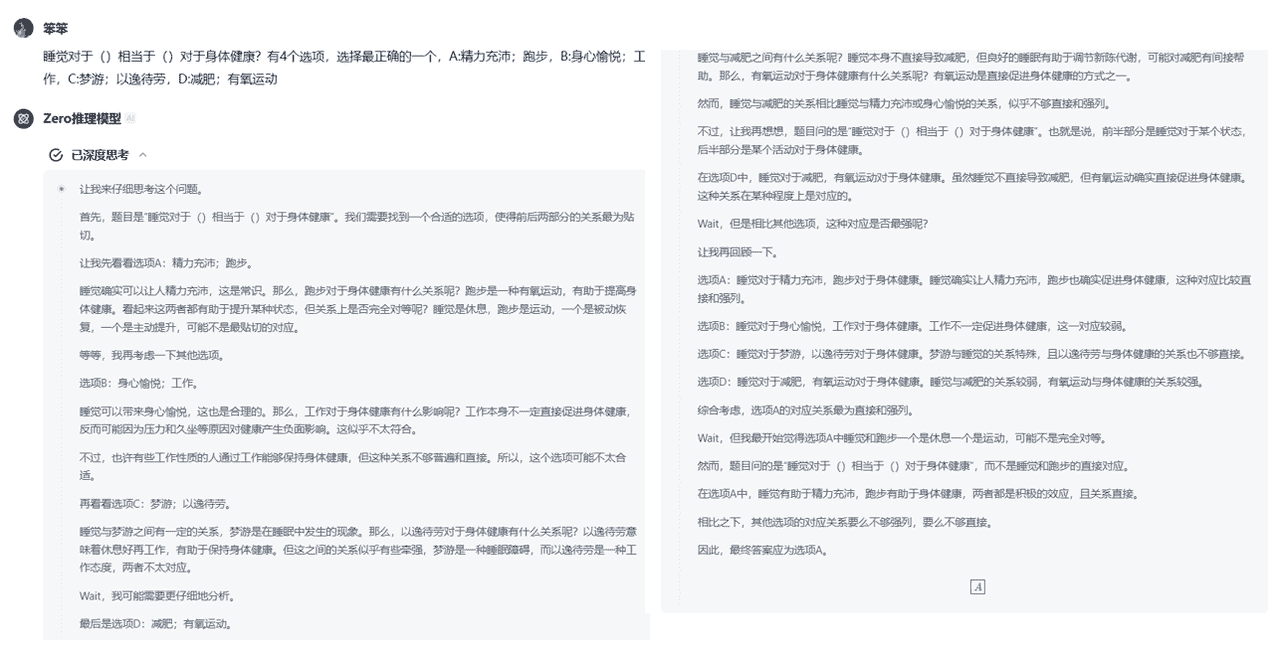 笨笨
睡觉对于（）相当于（）对于身体健康？有4个选项，选择最正确的一个，A:精力充沛；跑步，B:身心愉悦；工
作，C:梦游；以逸待劳，D:减肥；有氧运动
Zero推理模型 AI
已深度思考
让我来仔细思考这个问题。
首先，题目是“睡觉对于（）相当于（）对于身体健康”。我们需要找到一个合适的选项，使得前后两部分的关系最为贴
切。
让我先看看选项A：精力充沛；跑步。
睡觉确实可以让人精力充沛，这是常识。那么，跑步对于身体健康有什么关系呢？跑步是一种有氧运动，有助于提高身
体健康。看起来这两者都有助于提升某种状态，但关系上是否完全对等呢？睡觉是休息，跑步是运动，一个是被动恢
复，一个是主动提升，可能不是最贴切的对应。
等等，我再考虑一下其他选项。
选项B：身心愉悦；工作。
睡觉可以带来身心愉悦，这也是合理的。那么，工作对于身体健康有什么影响呢？工作本身不一定直接促进身体健康，
反而可能因为压力和久坐等原因对健康产生负面影响。这似乎不太符合。
不过，也许有些工作性质的人通过工作能够保持身体健康，但这种关系不够普遍和直接。所以，这个选项可能不太合
适。
再看看选项C：梦游；以逸待劳。
睡觉与梦游之间有一定的关系，梦游是在睡眠中发生的现象。那么，以逸待劳对于身体健康有什么关系呢？以逸待劳意
味着休息好再工作，有助于保持身体健康。但这之间的关系似乎有些牵强，梦游是一种睡眠障碍，而以逸待劳是一种工
作态度，两者不太对应。
Wait，我可能需要更仔细地分析。
最后是选项D：减肥；有氧运动。
睡觉与减肥之间有什么关系呢？睡觉本身不直接导致减肥，但良好的睡眠有助于调节新陈代谢，可能对减肥有间接帮
助。那么，有氧运动对于身体健康有什么关系呢？有氧运动是直接促进身体健康的方式之一。
然而，睡觉与减肥的关系相比睡觉与精力充沛或身心愉悦的关系，似乎不够直接和强列。
不过，让我再想想，题目问的是“睡觉对于（）相当于（）对于身体健康”。也就是说，前半部分是睡觉对于某个状态，
后半部分是某个活动对于身体健康。
在选项D中，睡觉对于减肥，有氧运动对于身体健康。虽然睡觉不直接导致减肥，但有氧运动确实直接促进身体健康。
这种关系在某种程度上是对应的。
Wait，但是相比其他选项，这种对应是否最强呢？
让我再回顾一下。
选项A：睡觉对于精力充沛，跑步对于身体健康。睡觉确实让人精力充沛，跑步也确实促进身体健康，这种对应比较直
接和强列。
选项B：睡觉对于身心愉悦，工作对于身体健康。工作不一定促进身体健康，这一对应较弱。
选项C：睡觉对于梦游，以逸待劳对于身体健康。梦游与睡觉的关系特殊，且以逸待劳与身体健康的关系也不够直接。
选项D：睡觉对于减肥，有氧运动对于身体健康。睡觉与减肥的关系较弱，有氧运动与身体健康的关系较强。
综合考虑，选项A的对应关系最为直接和强列。
Wait，但我最开始觉得选项A中睡觉和跑步一个是休息一个是运动，可能不是完全对等。
然而，题目问的是“睡觉对于（）相当于（）对于身体健康”，而不是睡觉和跑步的直接对应。
在选项A中，睡觉有助于精力充沛，跑步有助于身体健康，两者都是积极的效应，且关系直接。
相比之下，其他选项的对应关系要么不够强列，要么不够直接。
因此，最终答案应为选项A。
A